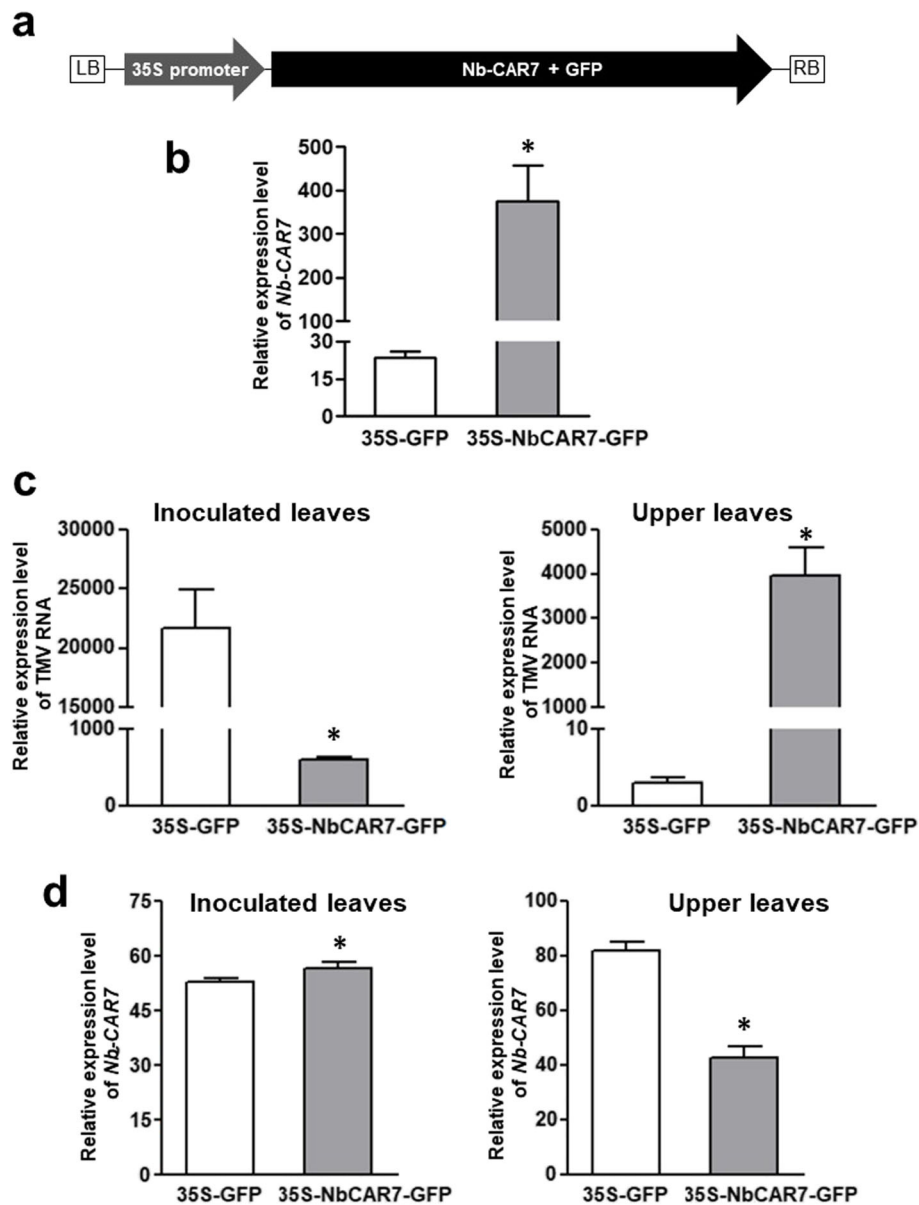 a
LB
35S promoter
Nb-CAR7 + GFP
RB
b
Relative expression level
of Nb-CAR7
500
400
300
200
100
30
15
0
*
35S-GFP
35S-NbCAR7-GFP
c
Inoculated leaves
Relative expression level
of TMV RNA
30000
25000
20000
15000
1000
0
*
35S-GFP
35S-NbCAR7-GFP
Upper leaves
Relative expression level
of TMV RNA
5000
4000
3000
2000
1000
10
0
*
35S-GFP
35S-NbCAR7-GFP
d
Inoculated leaves
Relative expression level
of Nb-CAR7
75
60
45
30
15
0
*
35S-GFP
35S-NbCAR7-GFP
Upper leaves
Relative expression level
of Nb-CAR7
100
80
60
40
20
0
*
35S-GFP
35S-NbCAR7-GFP